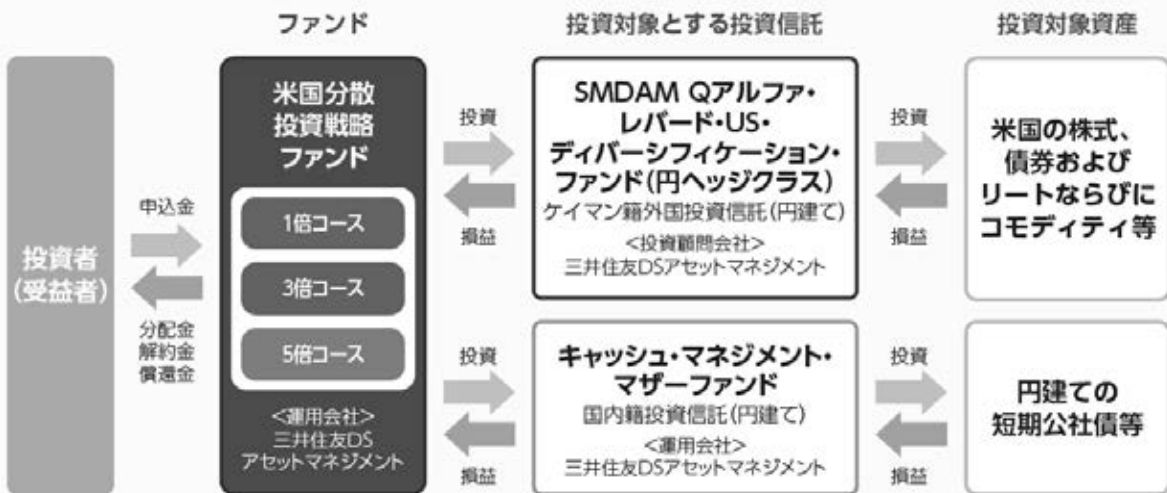 ファンド
投資対象とする投資信託
投資対象資産
投資者
(受益者)
申込金
分配金
解約金
償還金
米国分散
投資戦略
ファンド
1倍コース
3倍コース
5倍コース
<運用会社>
三井住友DS
アセットマネジメント
投資
損益
SMDAM Qアルファ・
レバード・US・
ディバーシフィケーション・
ファンド(円ヘッジクラス)
ケイマン籍外国投資信託(円建て)
<投資顧問会社>
三井住友DSアセットマネジメント
投資
損益
米国の株式、
債券および
リートならびに
コモディティ等
投資
損益
キャッシュ・マネジメント・
マザーファンド
国内籍投資信託(円建て)
<運用会社>
三井住友DSアセットマネジメント
投資
損益
円建ての
短期公社債等